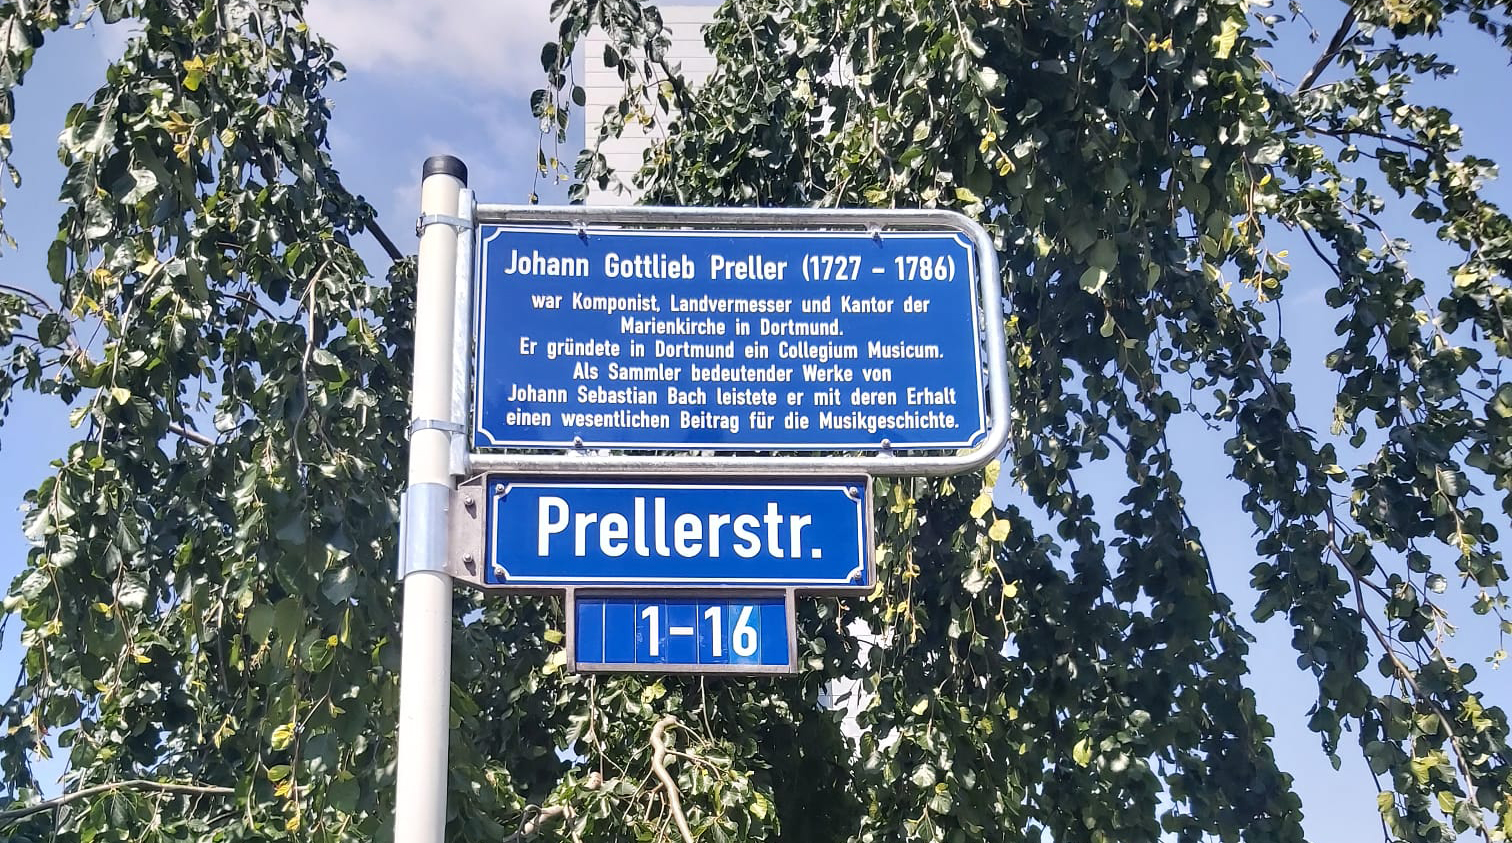 Johann Gottlieb Preller (1727 – 1786)
war Komponist, Landvermesser und Kantor der
Marienkirche in Dortmund.
Er gründete in Dortmund ein Collegium Musicum.
Als Sammler bedeutender Werke von
Johann Sebastian Bach leistete er mit deren Erhalt
einen wesentlichen Beitrag für die Musikgeschichte.
Prellerstr.
1–16